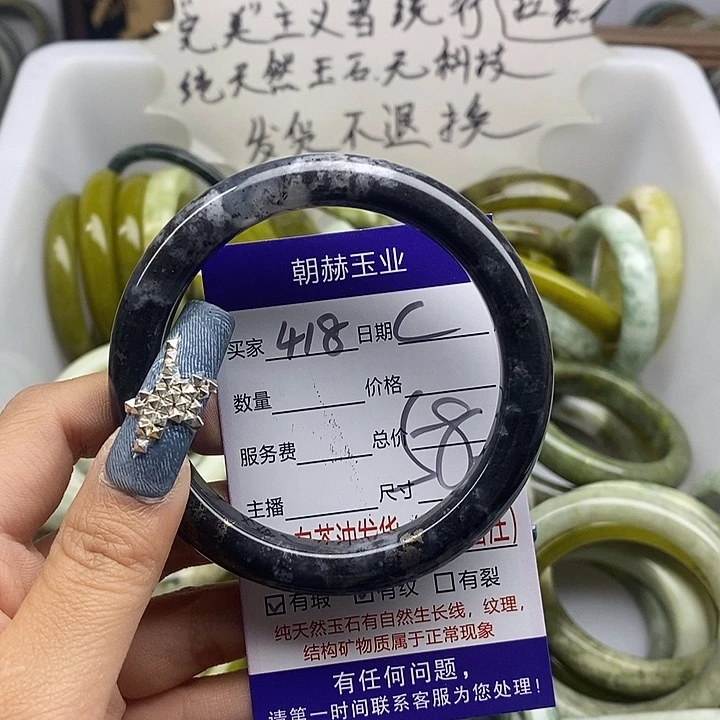 "完美"主义者绕行
纯天然玉石.无刺技
发货不退换
朝赫玉业
买家 418 日期 C
数量 价格
服务费 总价 58
主播 尺寸
☑有瑕 ☑有纹 □有裂
纯天然玉石有自然生长线，纹理，
结构矿物质属于正常现象
有任何问题，
请第一时间联系客服为您处理！